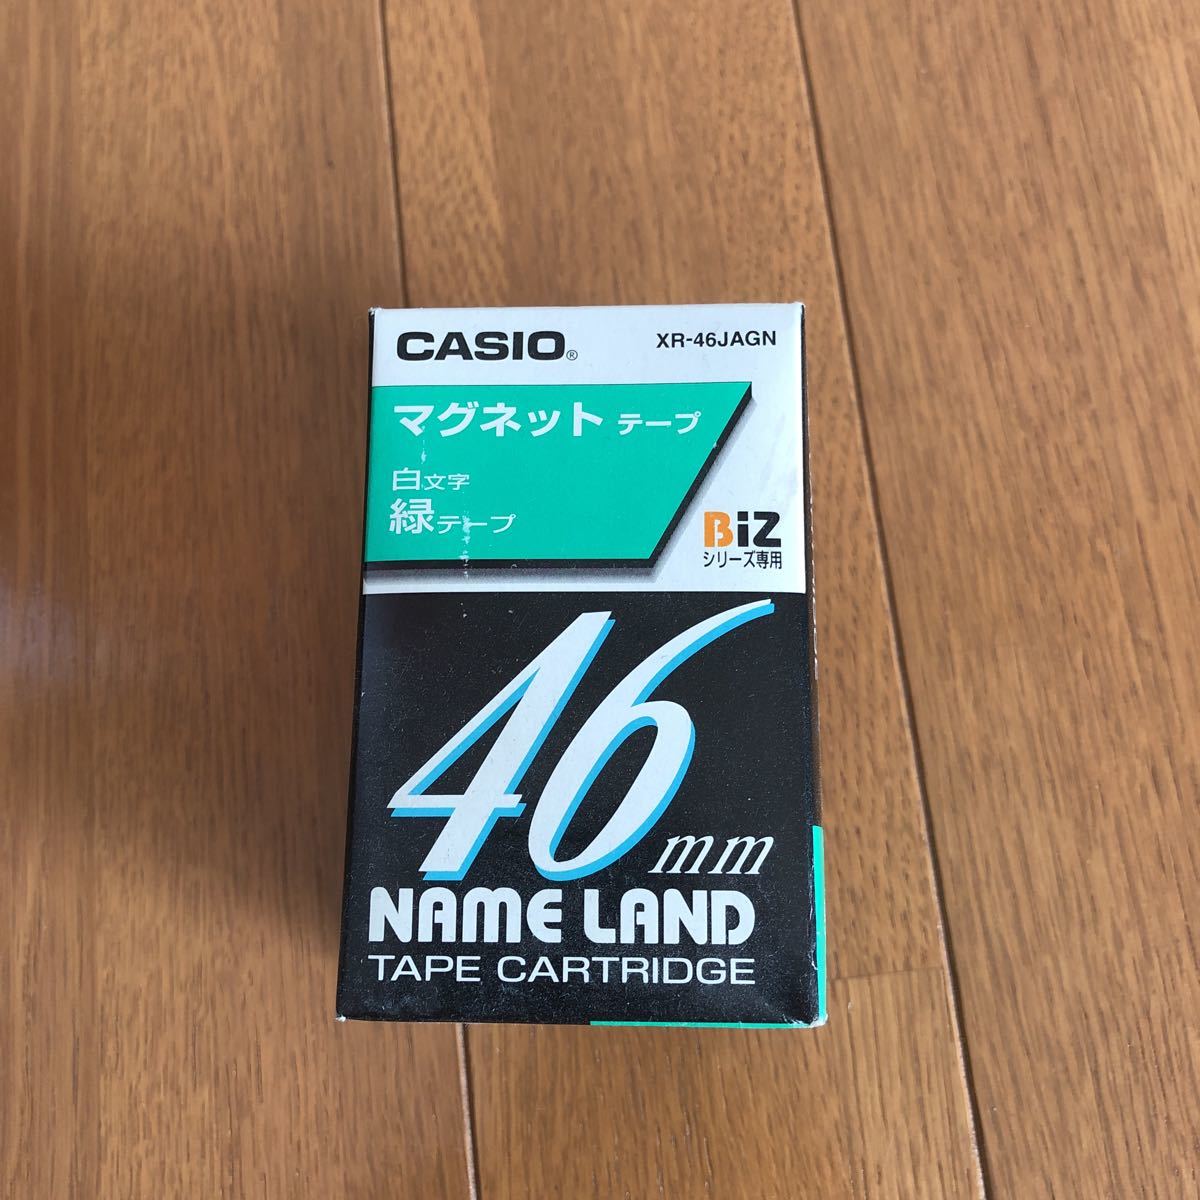 CASIO®
XR-46JAGN
マグネット テープ
白文字
緑テープ
BiZ
シリーズ専用
46mm
NAME LAND
TAPE CARTRIDGE